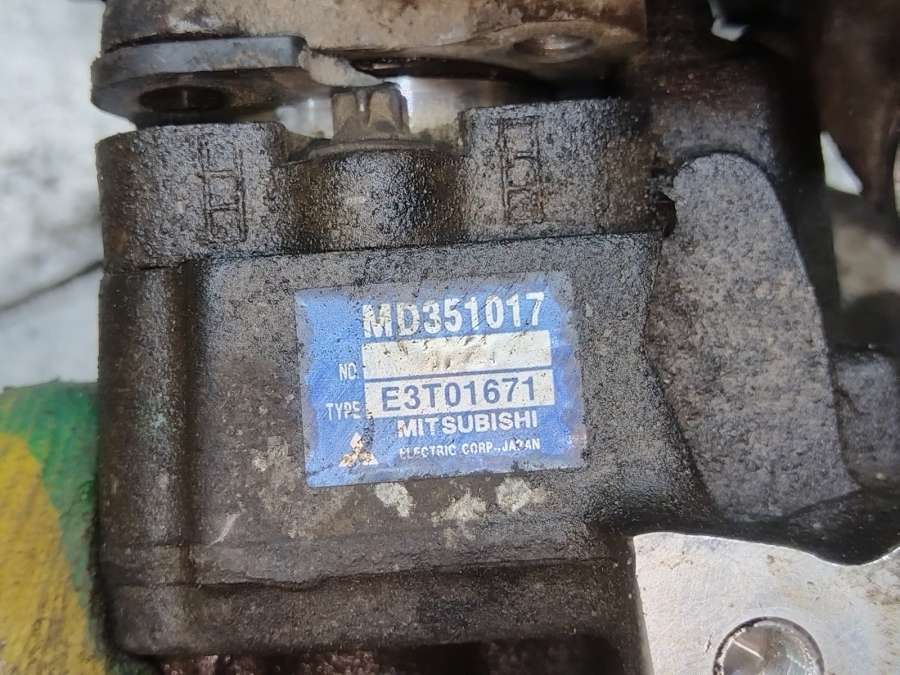 MD351017
NO.
TYPE E3T01671
MITSUBISHI
ELECTRIC CORP., JAPAN